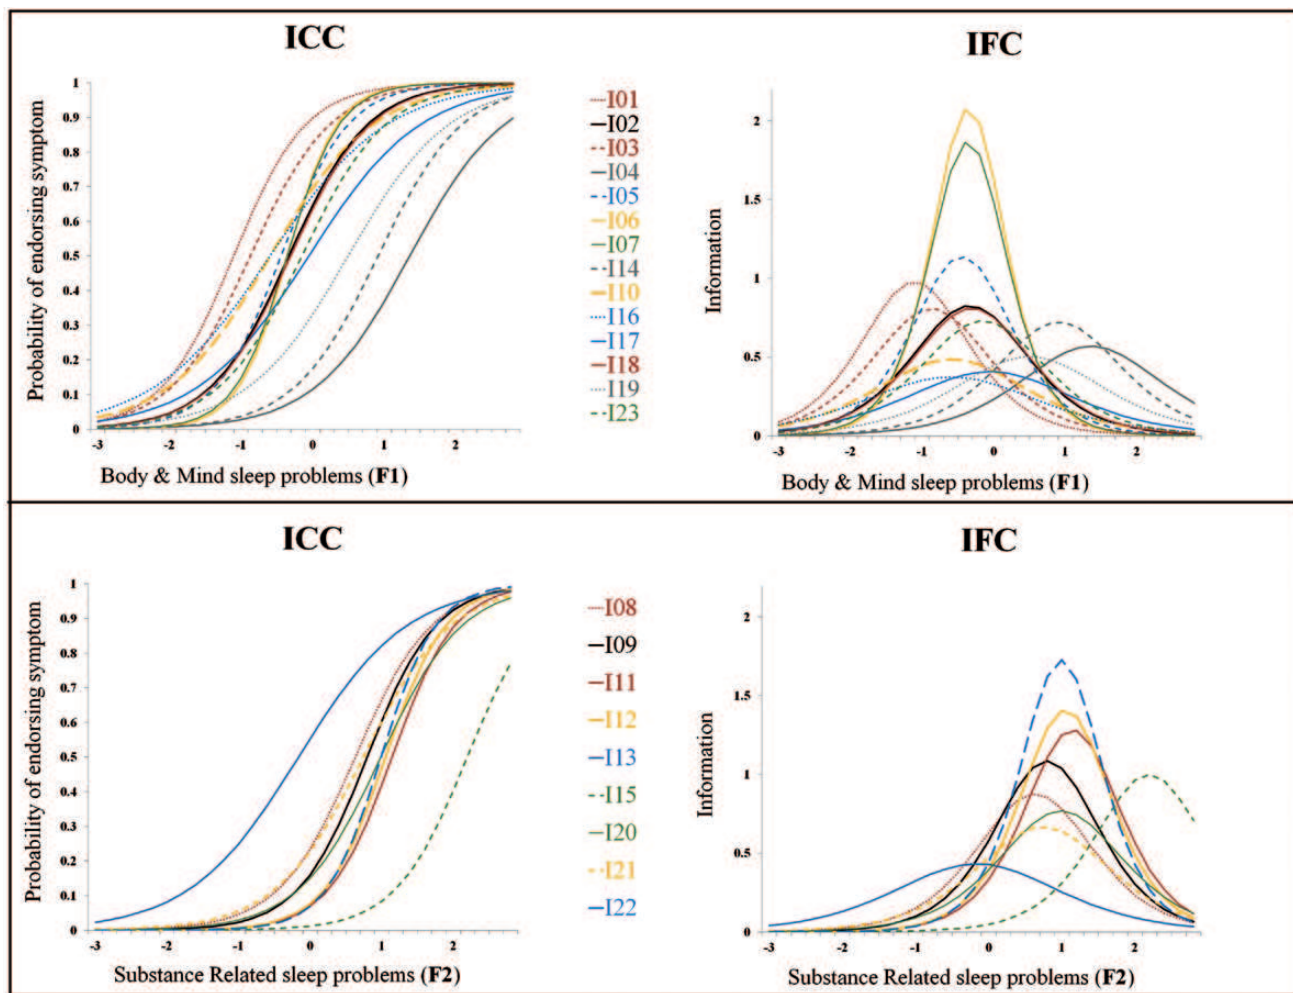 ICC
Probability of endorsing symptom
1
0.9
0.8
0.7
0.6
0.5
0.4
0.3
0.2
0.1
0
-3
-2
-1
0
1
2
Body & Mind sleep problems (F1)
I01
I02
I03
I04
I05
I06
I07
I14
I10
I16
I17
I18
I19
I23
IFC
Information
2
1.5
1
0.5
0
-3
-2
-1
0
1
2
Body & Mind sleep problems (F1)
ICC
Probability of endorsing symptom
1
0.9
0.8
0.7
0.6
0.5
0.4
0.3
0.2
0.1
0
-3
-2
-1
0
1
2
Substance Related sleep problems (F2)
I08
I09
I11
I12
I13
I15
I20
I21
I22
IFC
Information
2
1.5
1
0.5
0
-3
-2
-1
0
1
2
Substance Related sleep problems (F2)